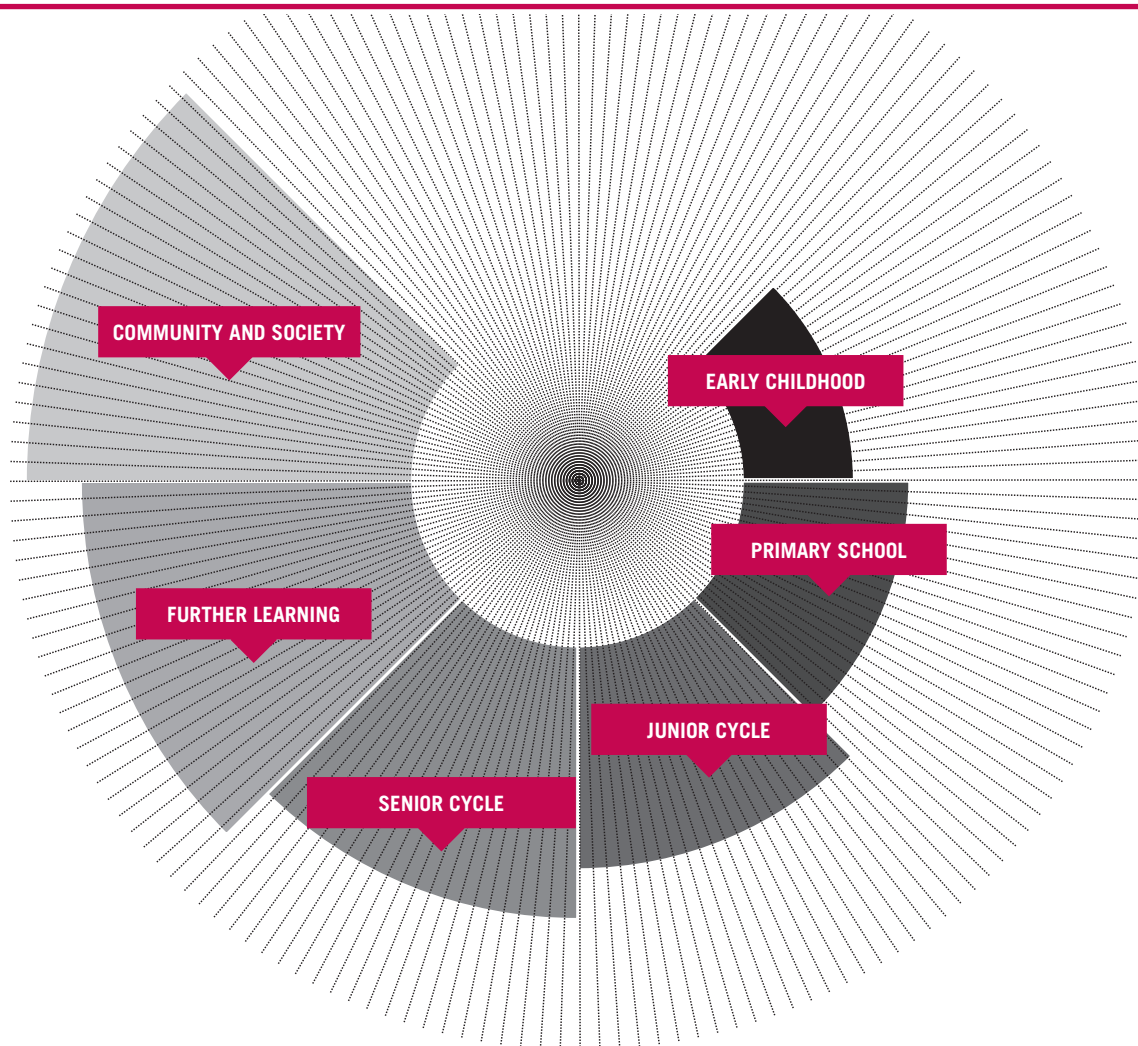 COMMUNITY AND SOCIETY
EARLY CHILDHOOD
PRIMARY SCHOOL
FURTHER LEARNING
JUNIOR CYCLE
SENIOR CYCLE